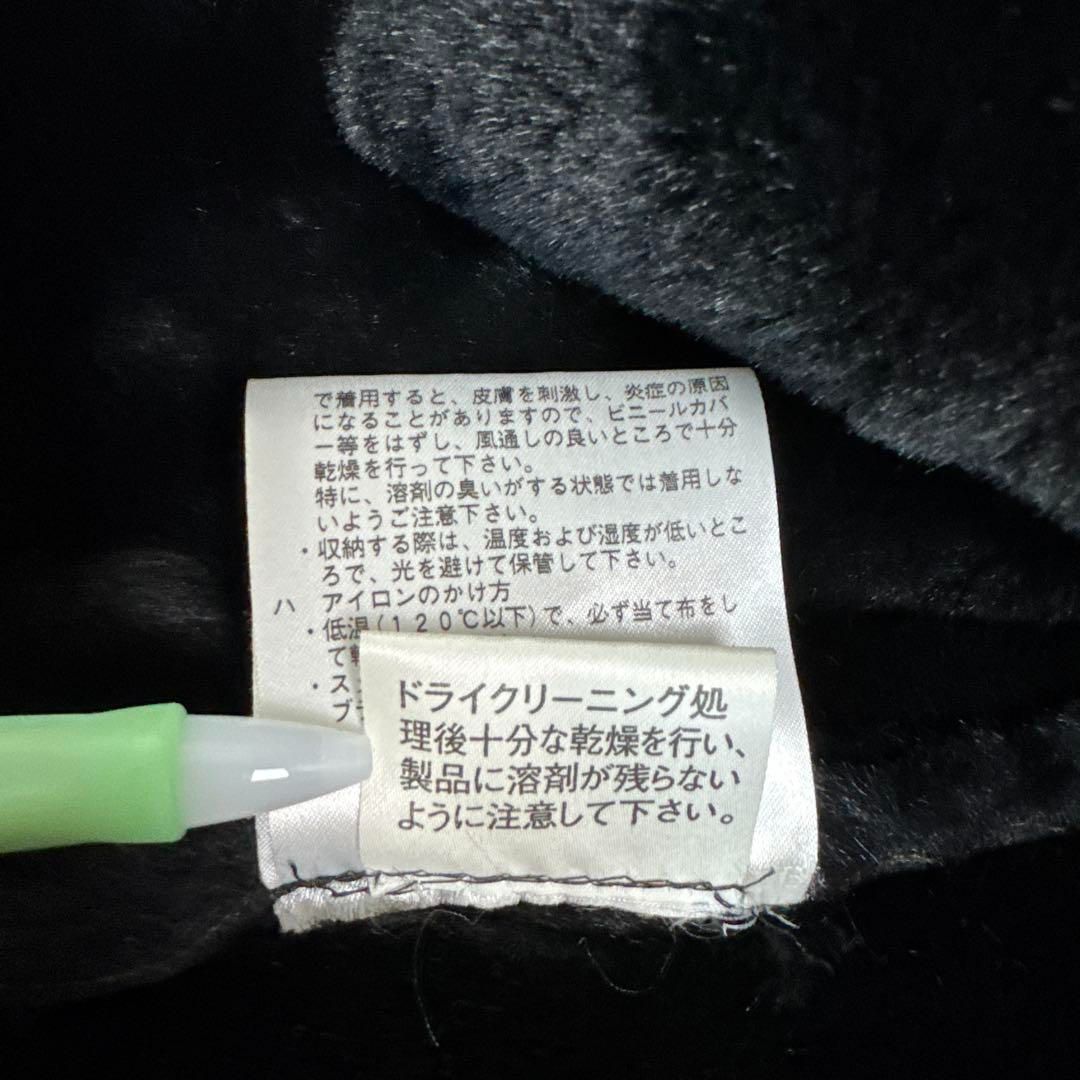 で着用すると、皮膚を刺激し、炎症の原因
になることがありますので、ビニールカバ
ー等をはずし、風通しの良いところで十分
乾燥を行って下さい。
特に、溶剤の臭いがする状態では着用しな
いようご注意下さい。
・収納する際は、温度および湿度が低いとこ
ろで、光を避けて保管して下さい。
ハ アイロンのかけ方
・低温(120℃以下)で、必ず当て布をし
て
・ス
ブ
ドライクリーニング処
理後十分な乾燥を行い、
製品に溶剤が残らない
ように注意して下さい。